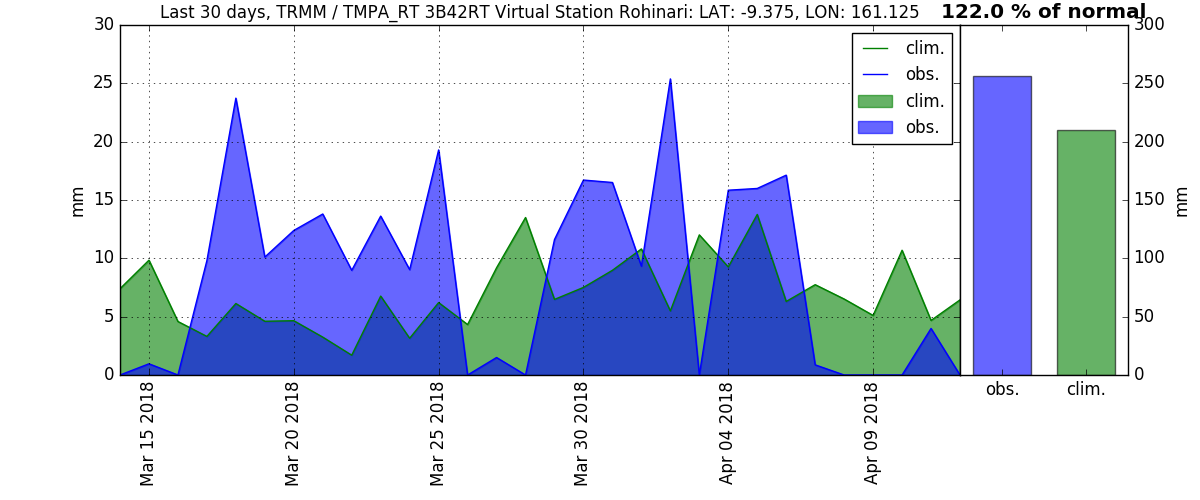 Last 30 days, TRMM / TMPA_RT 3B42RT Virtual Station Rohinari: LAT: -9.375, LON: 161.125
122.0 % of normal
30
25
20
15
10
5
0
mm
clim.
obs.
clim.
obs.
300
250
200
150
100
50
0
mm
obs.
clim.
Mar 15 2018
Mar 20 2018
Mar 25 2018
Mar 30 2018
Apr 04 2018
Apr 09 2018